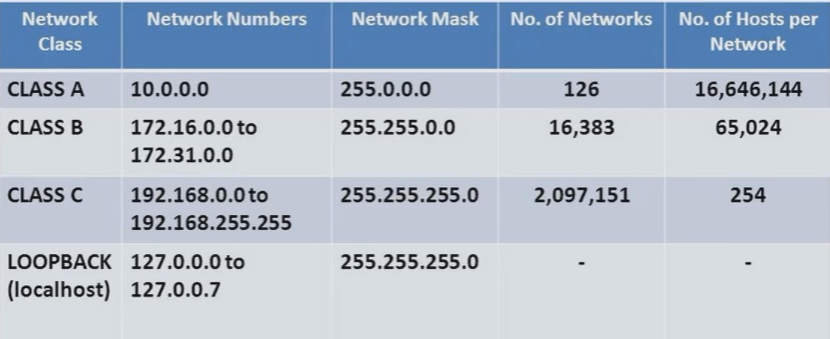 Network Class Network Numbers Network Mask No. of Networks No. of Hosts per Network
CLASS A 10.0.0.0 255.0.0.0 126 16,646,144
CLASS B 172.16.0.0 to 172.31.0.0 255.255.0.0 16,383 65,024
CLASS C 192.168.0.0 to 192.168.255.255 255.255.255.0 2,097,151 254
LOOPBACK (localhost) 127.0.0.0 to 127.0.0.7 255.255.255.0 - -